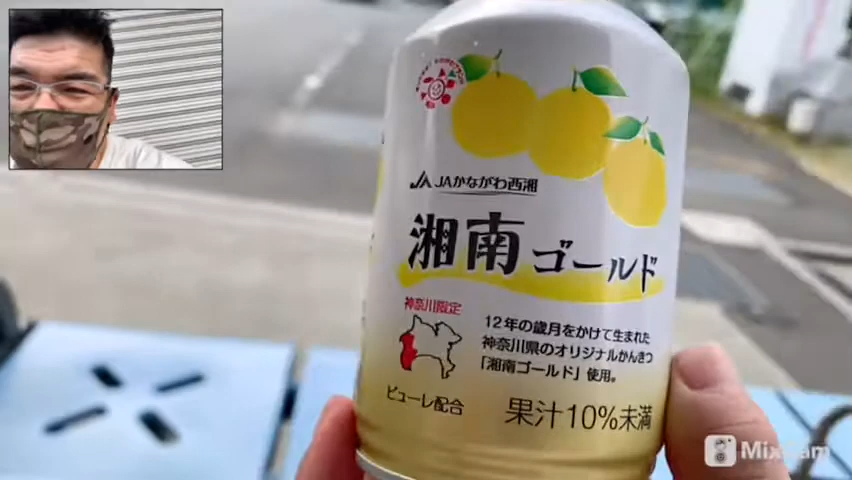 JAかながわ西湘
湘南ゴールド
神奈川限定
12年の歳月をかけて生まれた
神奈川県のオリジナルかんきつ
「湘南ゴールド」使用。
ピューレ配合
果汁10%未満
MixCam